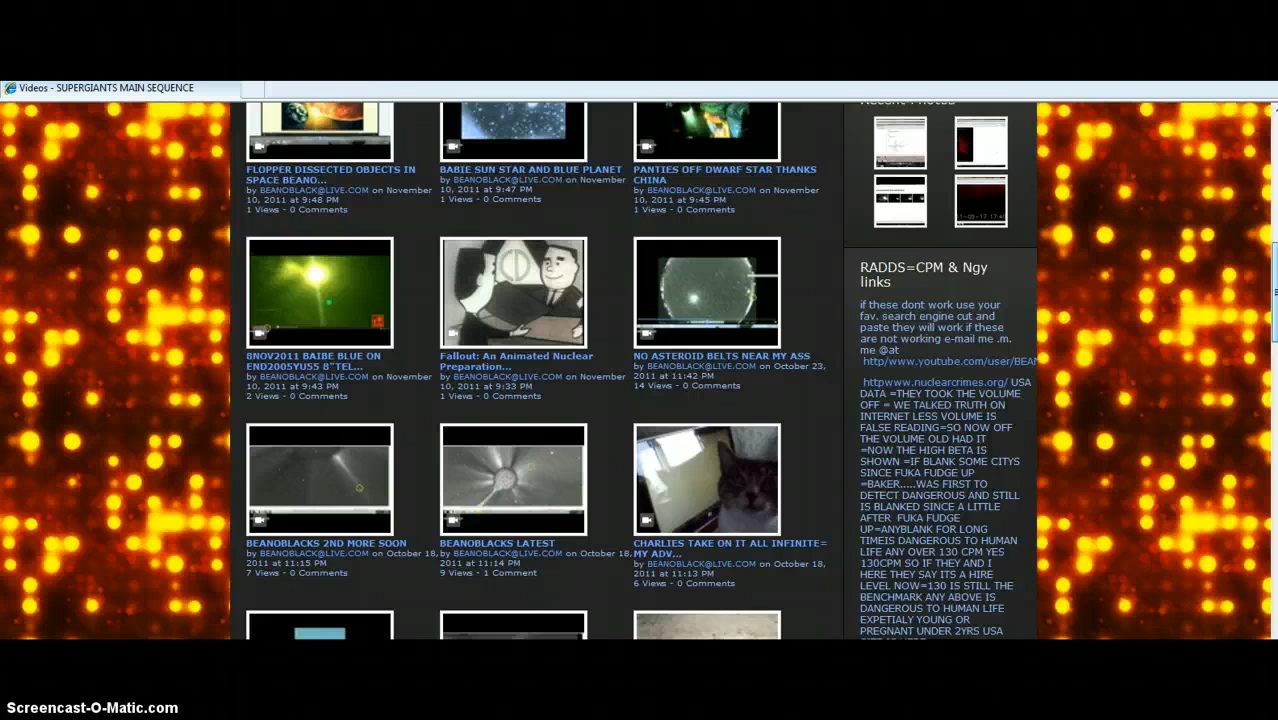 Videos - SUPERGIANTS MAIN SEQUENCE
FLOPPER DISSECTED OBJECTS IN
SPACE BEANO...
by BEANOBLACK@LIVE.COM on November
10, 2011 at 9:48 PM
1 Views - 0 Comments
BABIE SUN STAR AND BLUE PLANET
by BEANOBLACK@LIVE.COM on November
10, 2011 at 9:47 PM
1 Views - 0 Comments
PANTIES OFF DWARF STAR THANKS
CHINA
by BEANOBLACK@LIVE.COM on November
10, 2011 at 9:45 PM
1 Views - 0 Comments
8NOV2011 BAIBE BLUE ON
END2005YU55 8"TEL...
by BEANOBLACK@LIVE.COM on November
10, 2011 at 9:43 PM
2 Views - 0 Comments
Fallout: An Animated Nuclear
Preparation...
by BEANOBLACK@LIVE.COM on November
10, 2011 at 9:33 PM
1 Views - 0 Comments
NO ASTEROID BELTS NEAR MY ASS
by BEANOBLACK@LIVE.COM on October 23,
2011 at 11:42 PM
14 Views - 0 Comments
BEANOBLACKS 2ND MORE SOON
by BEANOBLACK@LIVE.COM on October 18,
2011 at 11:15 PM
7 Views - 0 Comments
BEANOBLACKS LATEST
by BEANOBLACK@LIVE.COM on October 18,
2011 at 11:14 PM
9 Views - 1 Comment
CHARLIES TAKE ON IT ALL INFINITE=
MY ADV...
by BEANOBLACK@LIVE.COM on October 18,
2011 at 11:13 PM
6 Views - 0 Comments
Recent Photos
RADDS=CPM & Ngy
links
if these dont work use your
fav. search engine cut and
paste they will work if these
are not working e-mail me .m.
me @at
http/www.youtube.com/user/BEAN
httpwww.nuclearcrimes.org/ USA
DATA =THEY TOOK THE VOLUME
OFF = WE TALKED TRUTH ON
INTERNET LESS VOLUME IS
FALSE READING=SO NOW OFF
THE VOLUME OLD HAD IT
=NOW THE HIGH BETA IS
SHOWN =IF BLANK SOME CITYS
SINCE FUKA FUDGE UP
=BAKER.....WAS FIRST TO
DETECT DANGEROUS AND STILL
IS BLANKED SINCE A LITTLE
AFTER FUKA FUDGE
UP=ANYBLANK FOR LONG
TIMEIS DANGEROUS TO HUMAN
LIFE ANY OVER 130 CPM YES
130CPM SO IF THEY AND I
HERE THEY SAY ITS A HIRE
LEVEL NOW=130 IS STILL THE
BENCHMARK ANY ABOVE IS
DANGEROUS TO HUMAN LIFE
EXPETIALY YOUNG OR
PREGNANT UNDER 2YRS USA
Screencast-O-Matic.com